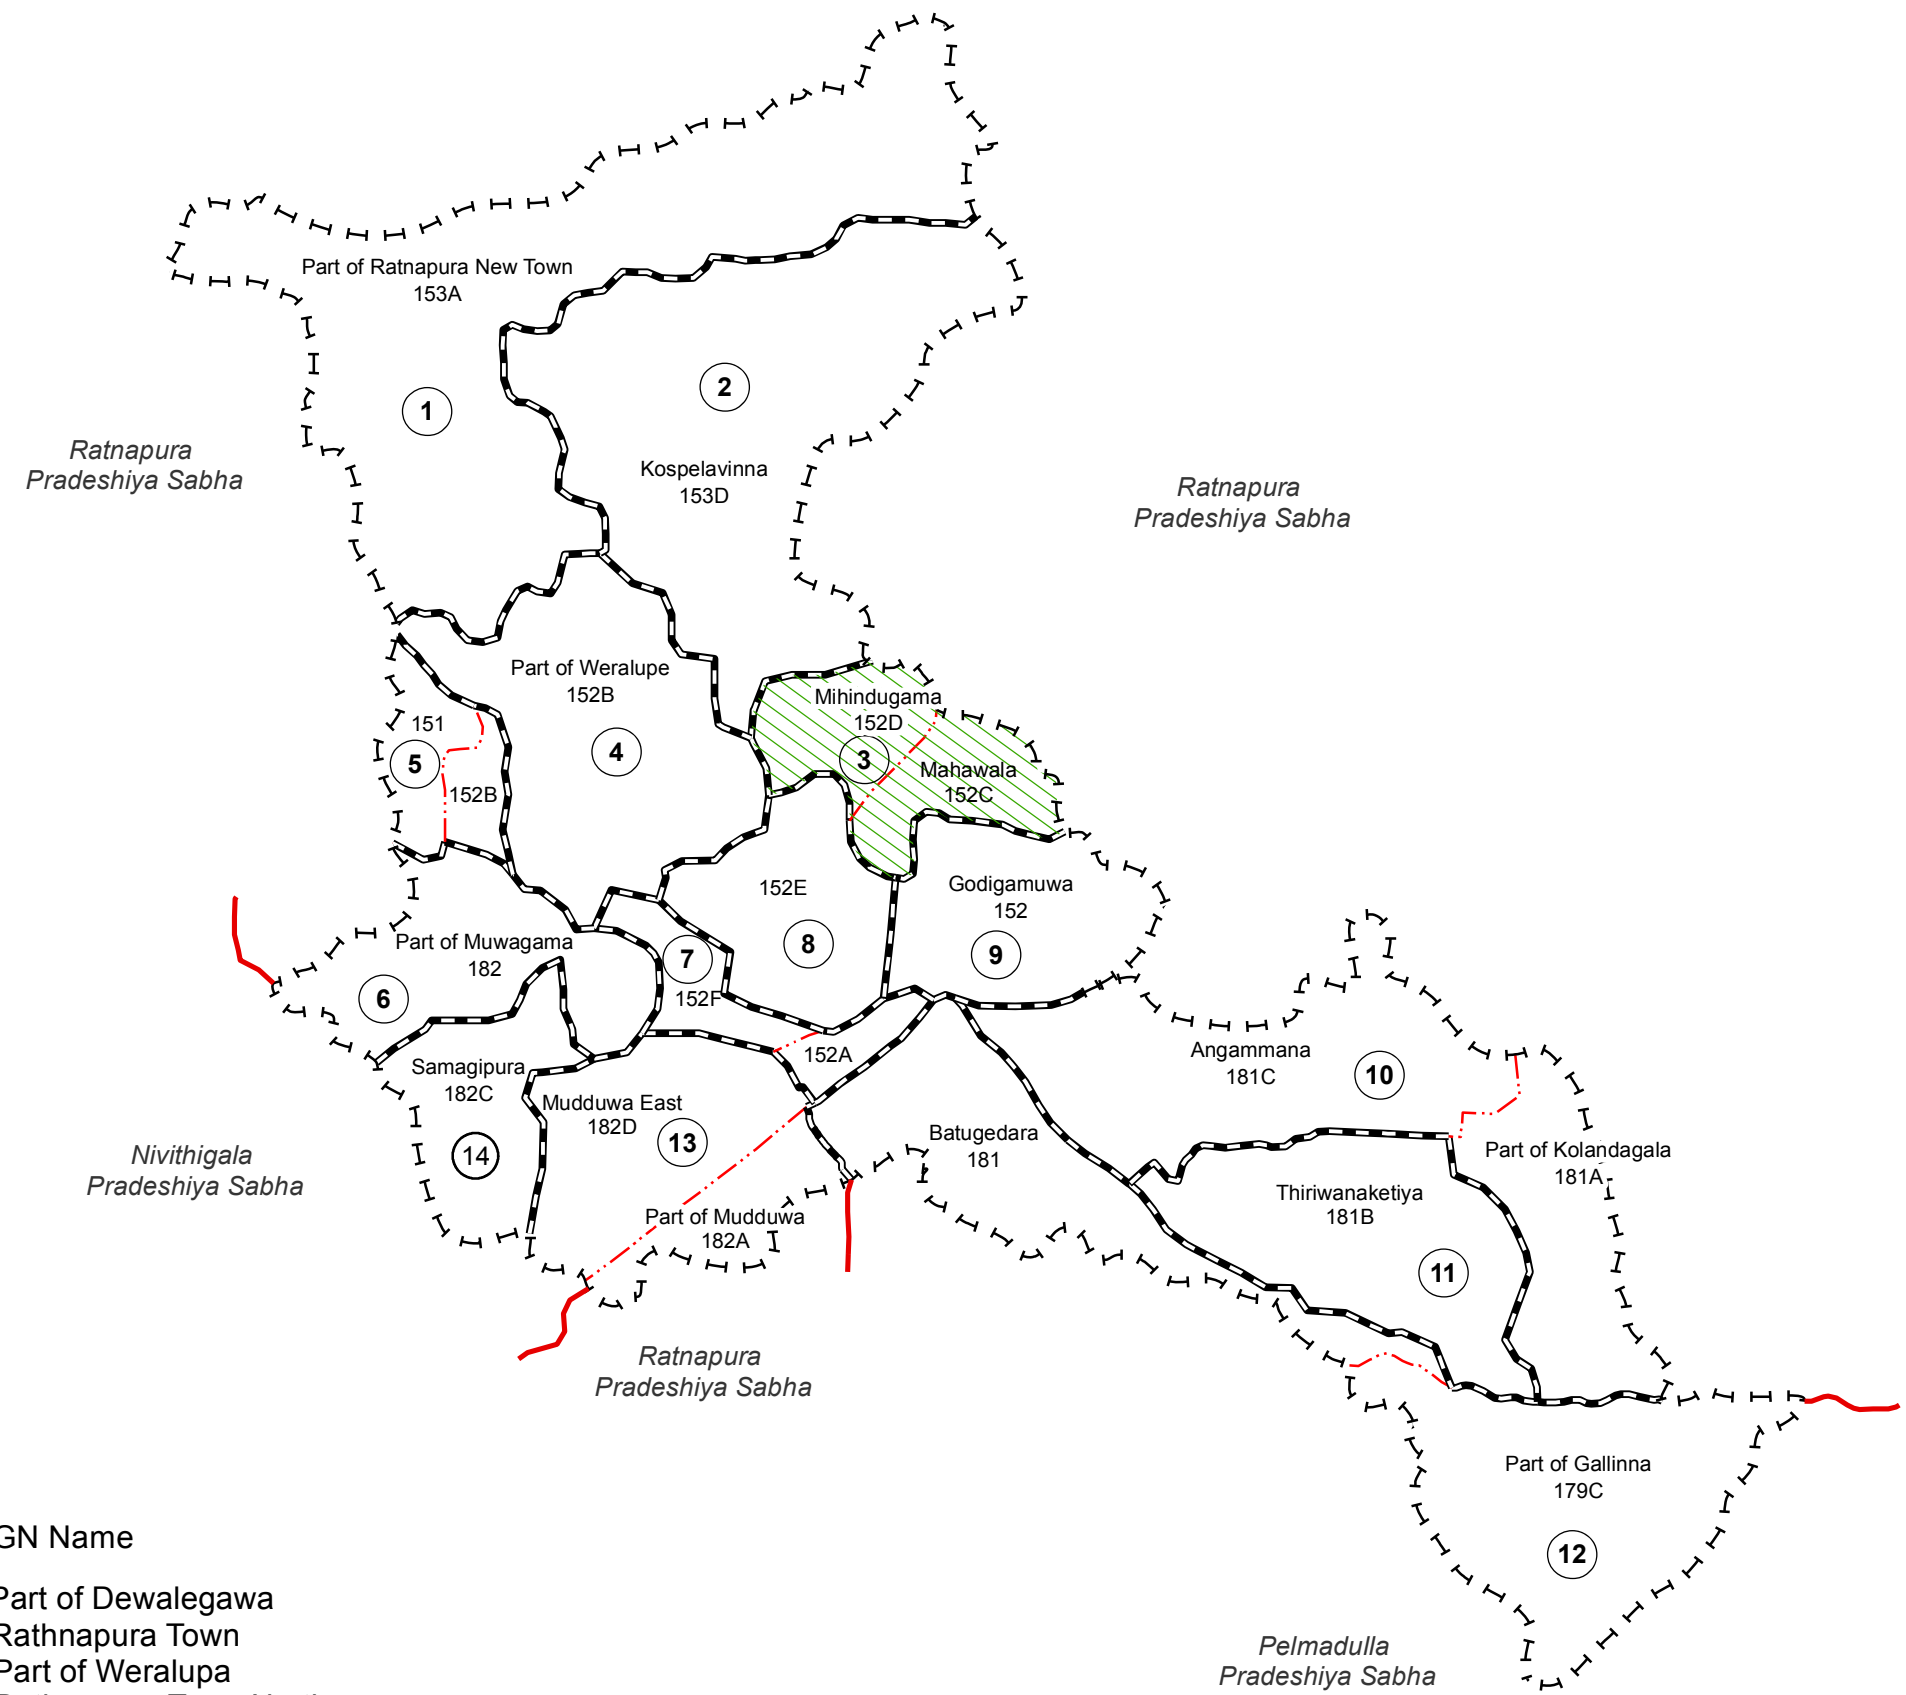 Part of Ratnapura New Town
153A
1
2
Ratnapura
Pradeshiya Sabha
Kospelavinna
153D
Ratnapura
Pradeshiya Sabha
Part of Weralupe
152B
Mihindugama
152D
151
5
4
3
Mahawala
152C
152B
152E
Godigamuwa
152
Part of Muwagama
182
7
8
9
6
152F
152A
Angammana
181C
10
Samagipura
182C
Mudduwa East
182D
13
14
Batugedara
181
Part of Kolandagala
181A
Nivithigala
Pradeshiya Sabha
Thiriwanaketiya
181B
Part of Mudduwa
182A
11
Ratnapura
Pradeshiya Sabha
Part of Gallinna
179C
12
GN Name
Part of Dewalegawa
Rathnapura Town
Part of Weralupa
Pelmadulla
Pradeshiya Sabha